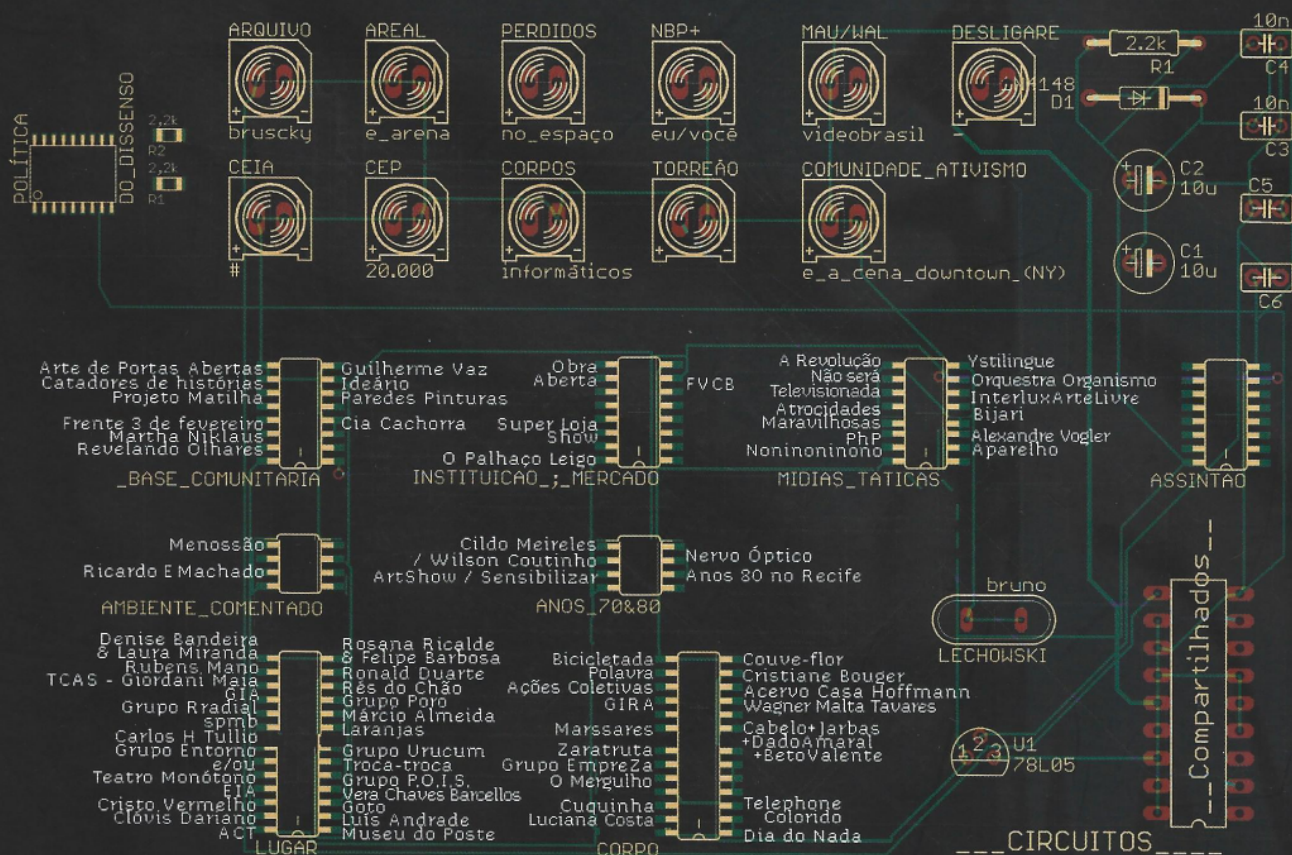 ARQUIVO
bruscky
AREAL
e_arena
PERDIDOS
no_espaço
NBP+
eu/você
MAU/WAL
videobrasil
DESLIGARE
-
2.2k
R1
4148
D1
10n
C4
10n
C3
C2
10u
C5
C1
10u
C6
POLÍTICA
DO_DISSENSO
2,2k
R2
2,2k
R1
CEIA
#
CEP
20.000
CORPOS
informáticos
TORREÃO
COMUNIDADE_ATIVISMO
e_a_cena_downtown_(NY)
Arte de Portas Abertas
Catadores de histórias
Projeto Matilha
Frente 3 de fevereiro
Martha Niklaus
Revelando Olhares
Guilherme Vaz
Ideário
Paredes Pinturas
Cia Cachorra
_BASE_COMUNITARIA
Obra
Aberta
Super Loja
Show
O Palhaço Leigo
FVCB
INSTITUICAO_;_MERCADO
A Revolução
Não será
Televisionada
Atrocidades
Maravilhosas
PhP
Noninoninono
Ystilingue
Orquestra Organismo
InterluxArteLivre
Bijari
Alexandre Vogler
Aparelho
MIDIAS_TATICAS
ASSINTAO
Menossão
Ricardo E Machado
AMBIENTE_COMENTADO
Cildo Meireles
/ Wilson Coutinho
ArtShow / Sensibilizar
Nervo Óptico
Anos 80 no Recife
ANOS_70&80
bruno
LECHOWSKI
Denise Bandeira
& Laura Miranda
Rubens Mano
TCAS - Giordani Maia
GIA
Grupo Rradial
spmb
Carlos H Tullio
Grupo Entorno
e/ou
Teatro Monótono
EIA
Cristo Vermelho
Clóvis Dariano
ACT
Rosana Ricalde
& Felipe Barbosa
Ronald Duarte
Rés do Chão
Grupo Poro
Márcio Almeida
Laranjas
Grupo Urucum
Troca-troca
Grupo P.O.I.S.
Vera Chaves Barcellos
Goto
Luís Andrade
Museu do Poste
LUGAR
Bicicletada
Polavra
Ações Coletivas
GIRA
Marssares
Zaratruta
Grupo EmpreZa
O Mergulho
Cuquinha
Luciana Costa
Couve-flor
Cristiane Bouger
Acervo Casa Hoffmann
Wagner Malta Tavares
Cabelo+Jarbas
+DadoAmaral
+BetoValente
Telephone
Colorido
Dia do Nada
CORPO
1 2 3
U1
78L05
__Compartilhados__
___CIRCUITOS____